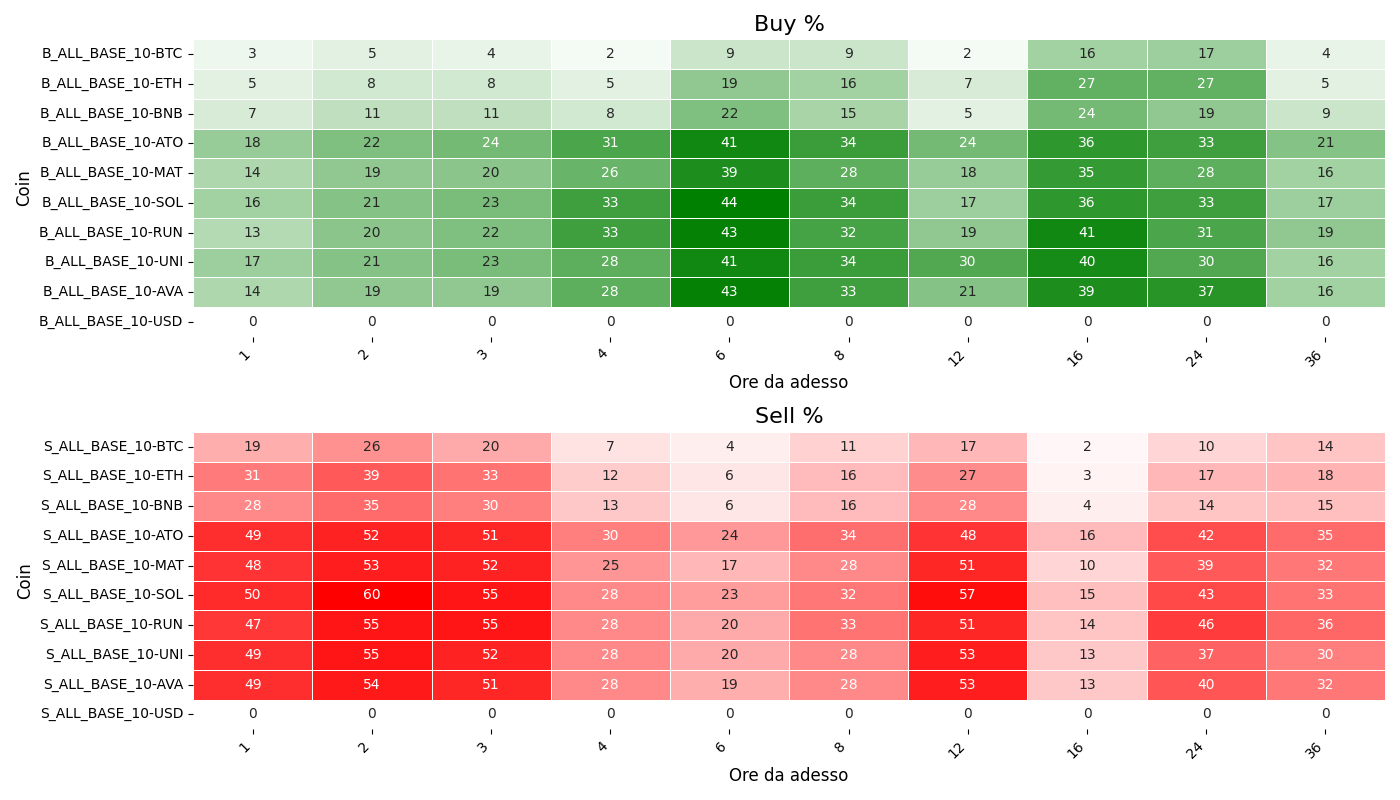 Buy %
Coin
B_ALL_BASE_10-BTC 3 5 4 2 9 9 2 16 17 4
B_ALL_BASE_10-ETH 5 8 8 5 19 16 7 27 27 5
B_ALL_BASE_10-BNB 7 11 11 8 22 15 5 24 19 9
B_ALL_BASE_10-ATO 18 22 24 31 41 34 24 36 33 21
B_ALL_BASE_10-MAT 14 19 20 26 39 28 18 35 28 16
B_ALL_BASE_10-SOL 16 21 23 33 44 34 17 36 33 17
B_ALL_BASE_10-RUN 13 20 22 33 43 32 19 41 31 19
B_ALL_BASE_10-UNI 17 21 23 28 41 34 30 40 30 16
B_ALL_BASE_10-AVA 14 19 19 28 43 33 21 39 37 16
B_ALL_BASE_10-USD 0 0 0 0 0 0 0 0 0 0
1 2 3 4 6 8 12 16 24 36
Ore da adesso
Sell %
Coin
S_ALL_BASE_10-BTC 19 26 20 7 4 11 17 2 10 14
S_ALL_BASE_10-ETH 31 39 33 12 6 16 27 3 17 18
S_ALL_BASE_10-BNB 28 35 30 13 6 16 28 4 14 15
S_ALL_BASE_10-ATO 49 52 51 30 24 34 48 16 42 35
S_ALL_BASE_10-MAT 48 53 52 25 17 28 51 10 39 32
S_ALL_BASE_10-SOL 50 60 55 28 23 32 57 15 43 33
S_ALL_BASE_10-RUN 47 55 55 28 20 33 51 14 46 36
S_ALL_BASE_10-UNI 49 55 52 28 20 28 53 13 37 30
S_ALL_BASE_10-AVA 49 54 51 28 19 28 53 13 40 32
S_ALL_BASE_10-USD 0 0 0 0 0 0 0 0 0 0
1 2 3 4 6 8 12 16 24 36
Ore da adesso